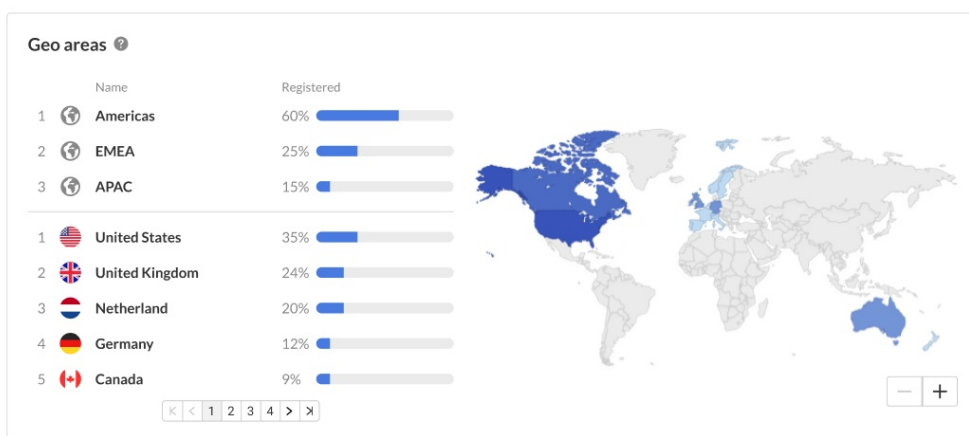 Geo areas ?
Name Registered
1 Americas 60%
2 EMEA 25%
3 APAC 15%
1 United States 35%
2 United Kingdom 24%
3 Netherland 20%
4 Germany 12%
5 Canada 9%
1 2 3 4